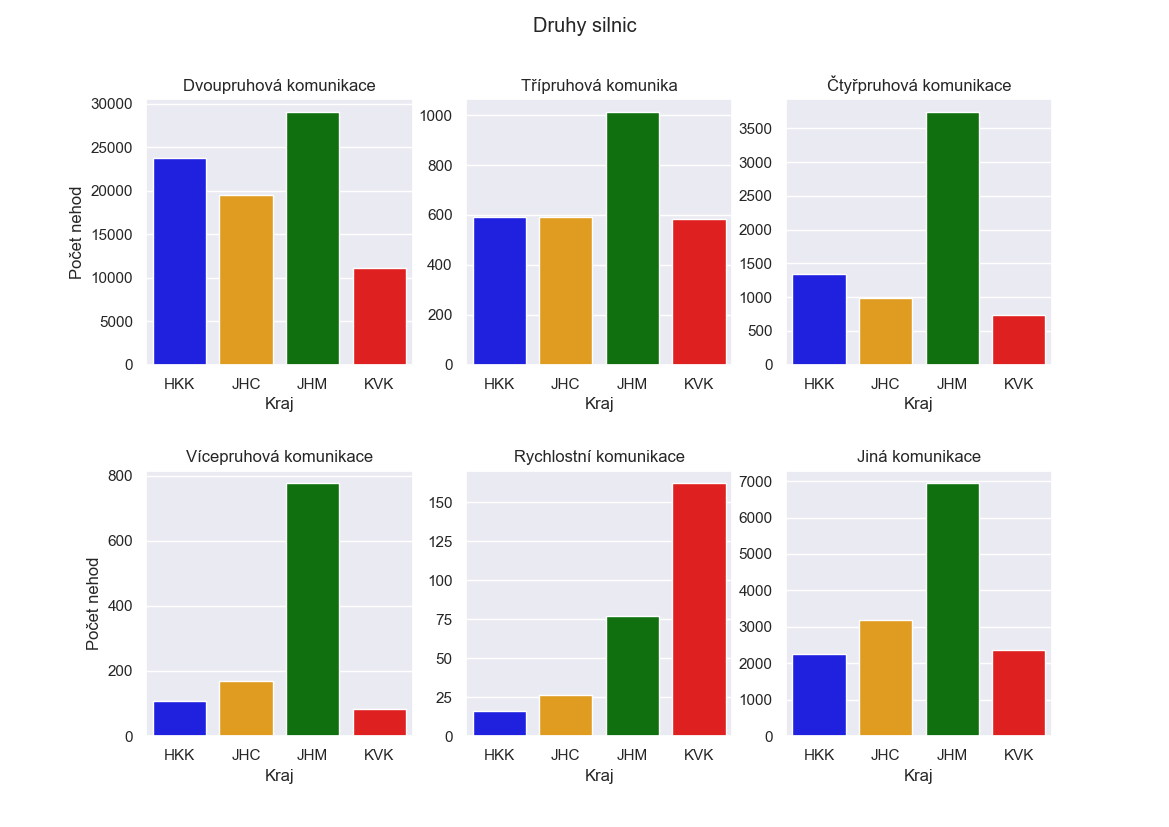 Druhy silnic
Dvoupruhová komunikace
30000
25000
20000
15000
10000
5000
0
Počet nehod
HKK JHC JHM KVK
Kraj
Třípruhová komunika
1000
800
600
400
200
0
HKK JHC JHM KVK
Kraj
Čtyřpruhová komunikace
3500
3000
2500
2000
1500
1000
500
0
HKK JHC JHM KVK
Kraj
Vícepruhová komunikace
800
600
400
200
0
Počet nehod
HKK JHC JHM KVK
Kraj
Rychlostní komunikace
150
125
100
75
50
25
0
HKK JHC JHM KVK
Kraj
Jiná komunikace
7000
6000
5000
4000
3000
2000
1000
0
HKK JHC JHM KVK
Kraj